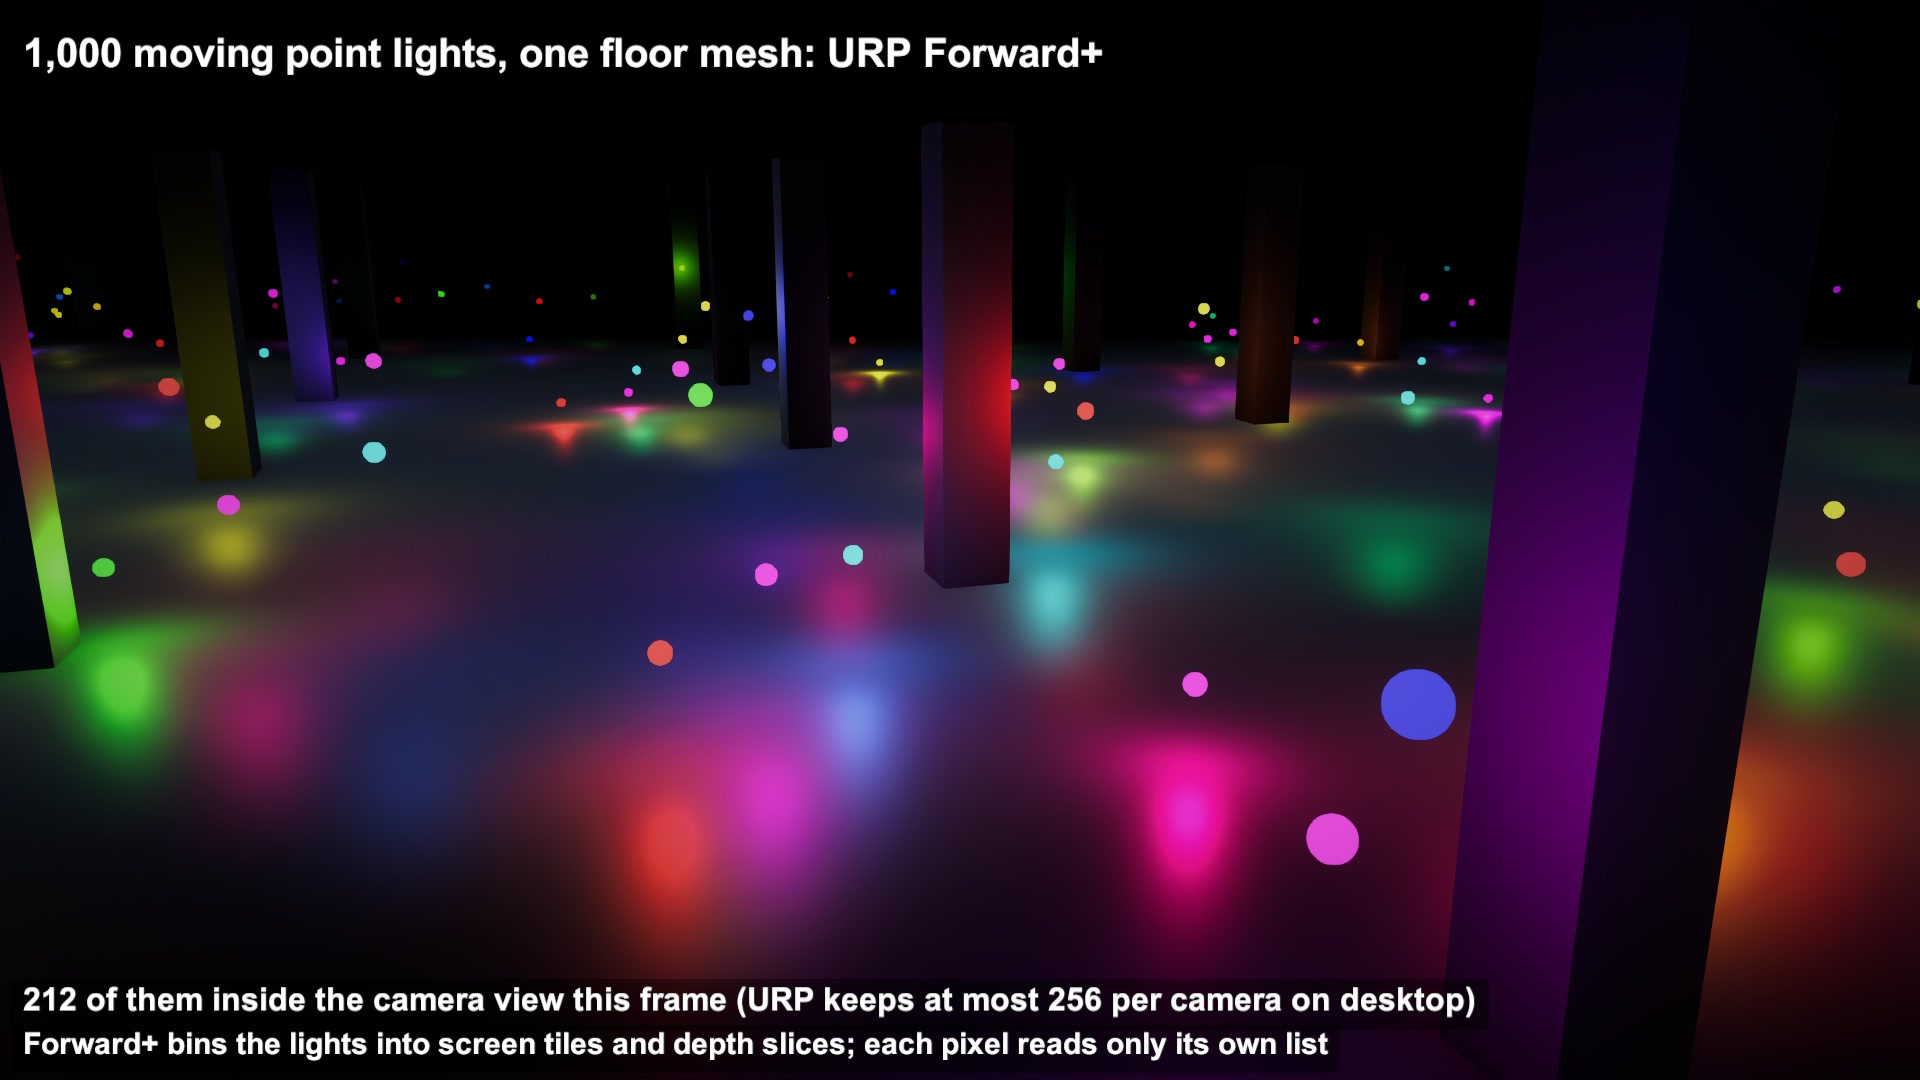 1,000 moving point lights, one floor mesh: URP Forward+
212 of them inside the camera view this frame (URP keeps at most 256 per camera on desktop)
Forward+ bins the lights into screen tiles and depth slices; each pixel reads only its own list